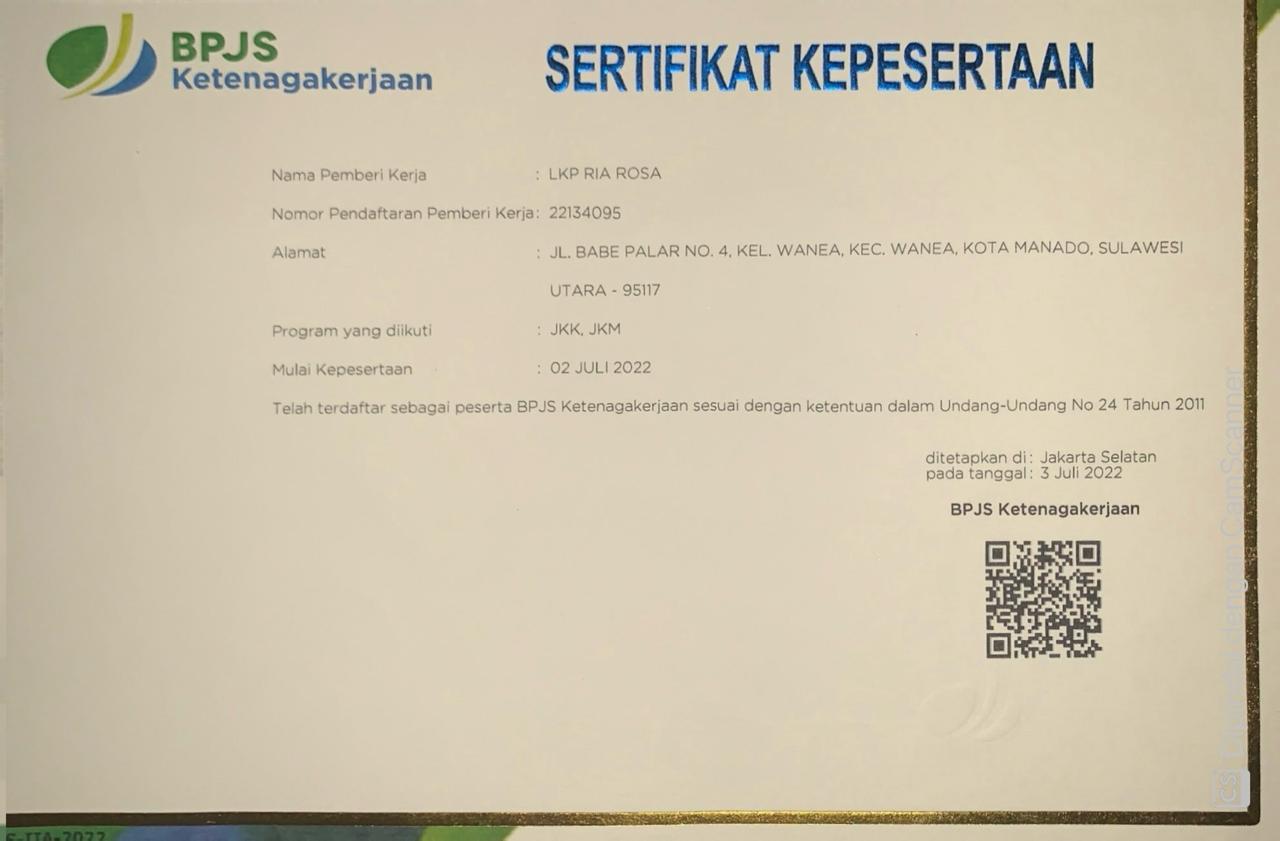 BPJS
Ketenagakerjaan
SERTIFIKAT KEPESERTAAN
Nama Pemberi Kerja : LKP RIA ROSA
Nomor Pendaftaran Pemberi Kerja: 22134095
Alamat : JL. BABE PALAR NO. 4, KEL. WANEA, KEC. WANEA, KOTA MANADO, SULAWESI
UTARA - 95117
Program yang diikuti : JKK, JKM
Mulai Kepesertaan : 02 JULI 2022
Telah terdaftar sebagai peserta BPJS Ketenagakerjaan sesuai dengan ketentuan dalam Undang-Undang No 24 Tahun 2011
ditetapkan di: Jakarta Selatan
pada tanggal: 3 Juli 2022
BPJS Ketenagakerjaan
CS Dipindai dengan CamScanner